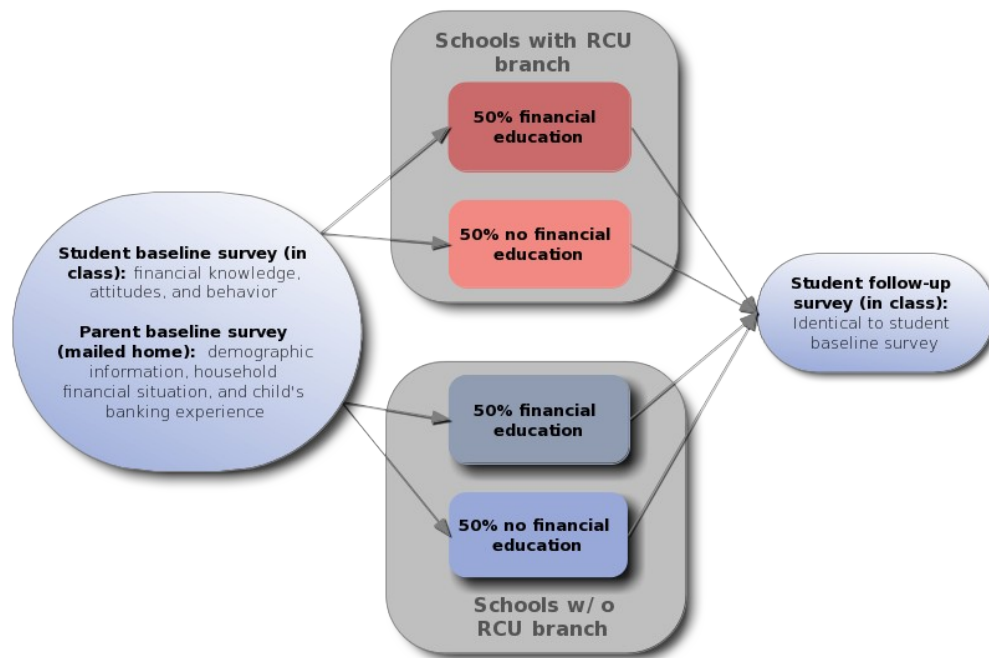 Student baseline survey (in
class): financial knowledge,
attitudes, and behavior
Parent baseline survey
(mailed home): demographic
information, household
financial situation, and child's
banking experience
Schools with RCU
branch
50% financial
education
50% no financial
education
50% financial
education
50% no financial
education
Schools w/ o
RCU branch
Student follow-up
survey (in class):
Identical to student
baseline survey